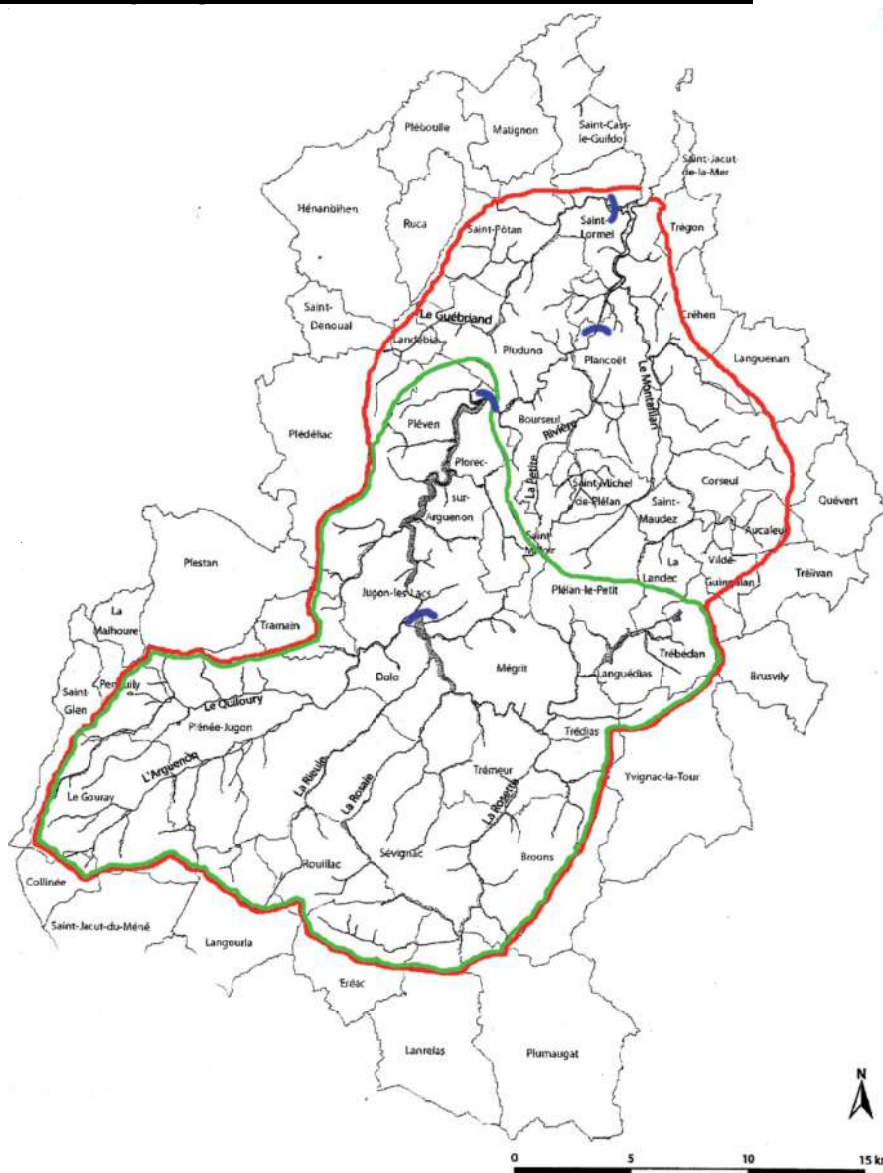 Saint-Cast-
le-Guildo
Pléboulle
Matignon
Saint-Jacut-
de-la-Mer
Hénanbihen
Ruca
Saint-Pôtan
Saint-
Lormel
Trégon
Saint-
Denoual
Le Guébriand
Landébia
Créhen
Pluduno
Plancoët
Languenan
Le Montafilan
Plédéliac
Pléven
Bourseul
La Petite Rivière
Plorec-
sur-
Arguenon
Saint-Michel
de-Plélan
Corseul
Saint-
Maudez
Quévert
Aucaleuc
Saint-
Méloir
La
Landec
Vildé-
Guingalan
Trélivan
Plestan
Jugon-les-Lacs
Plélan-le-Petit
La
Malhoure
Tramain
Trébédan
Languédias
Brusvily
Saint-
Glen
Penguily
Dolo
Mégrit
Le Quiloury
Plénée-Jugon
Trédias
L'Arguenon
La Rieule
La Rosaie
Trémeur
La Rosette
Yvignac-la-Tour
Le Gouray
Rouillac
Sévignac
Broons
Collinée
Saint-Jacut-du-Méné
Langourla
Eréac
Lanrelas
Plumaugat
N
0 5 10 15 km